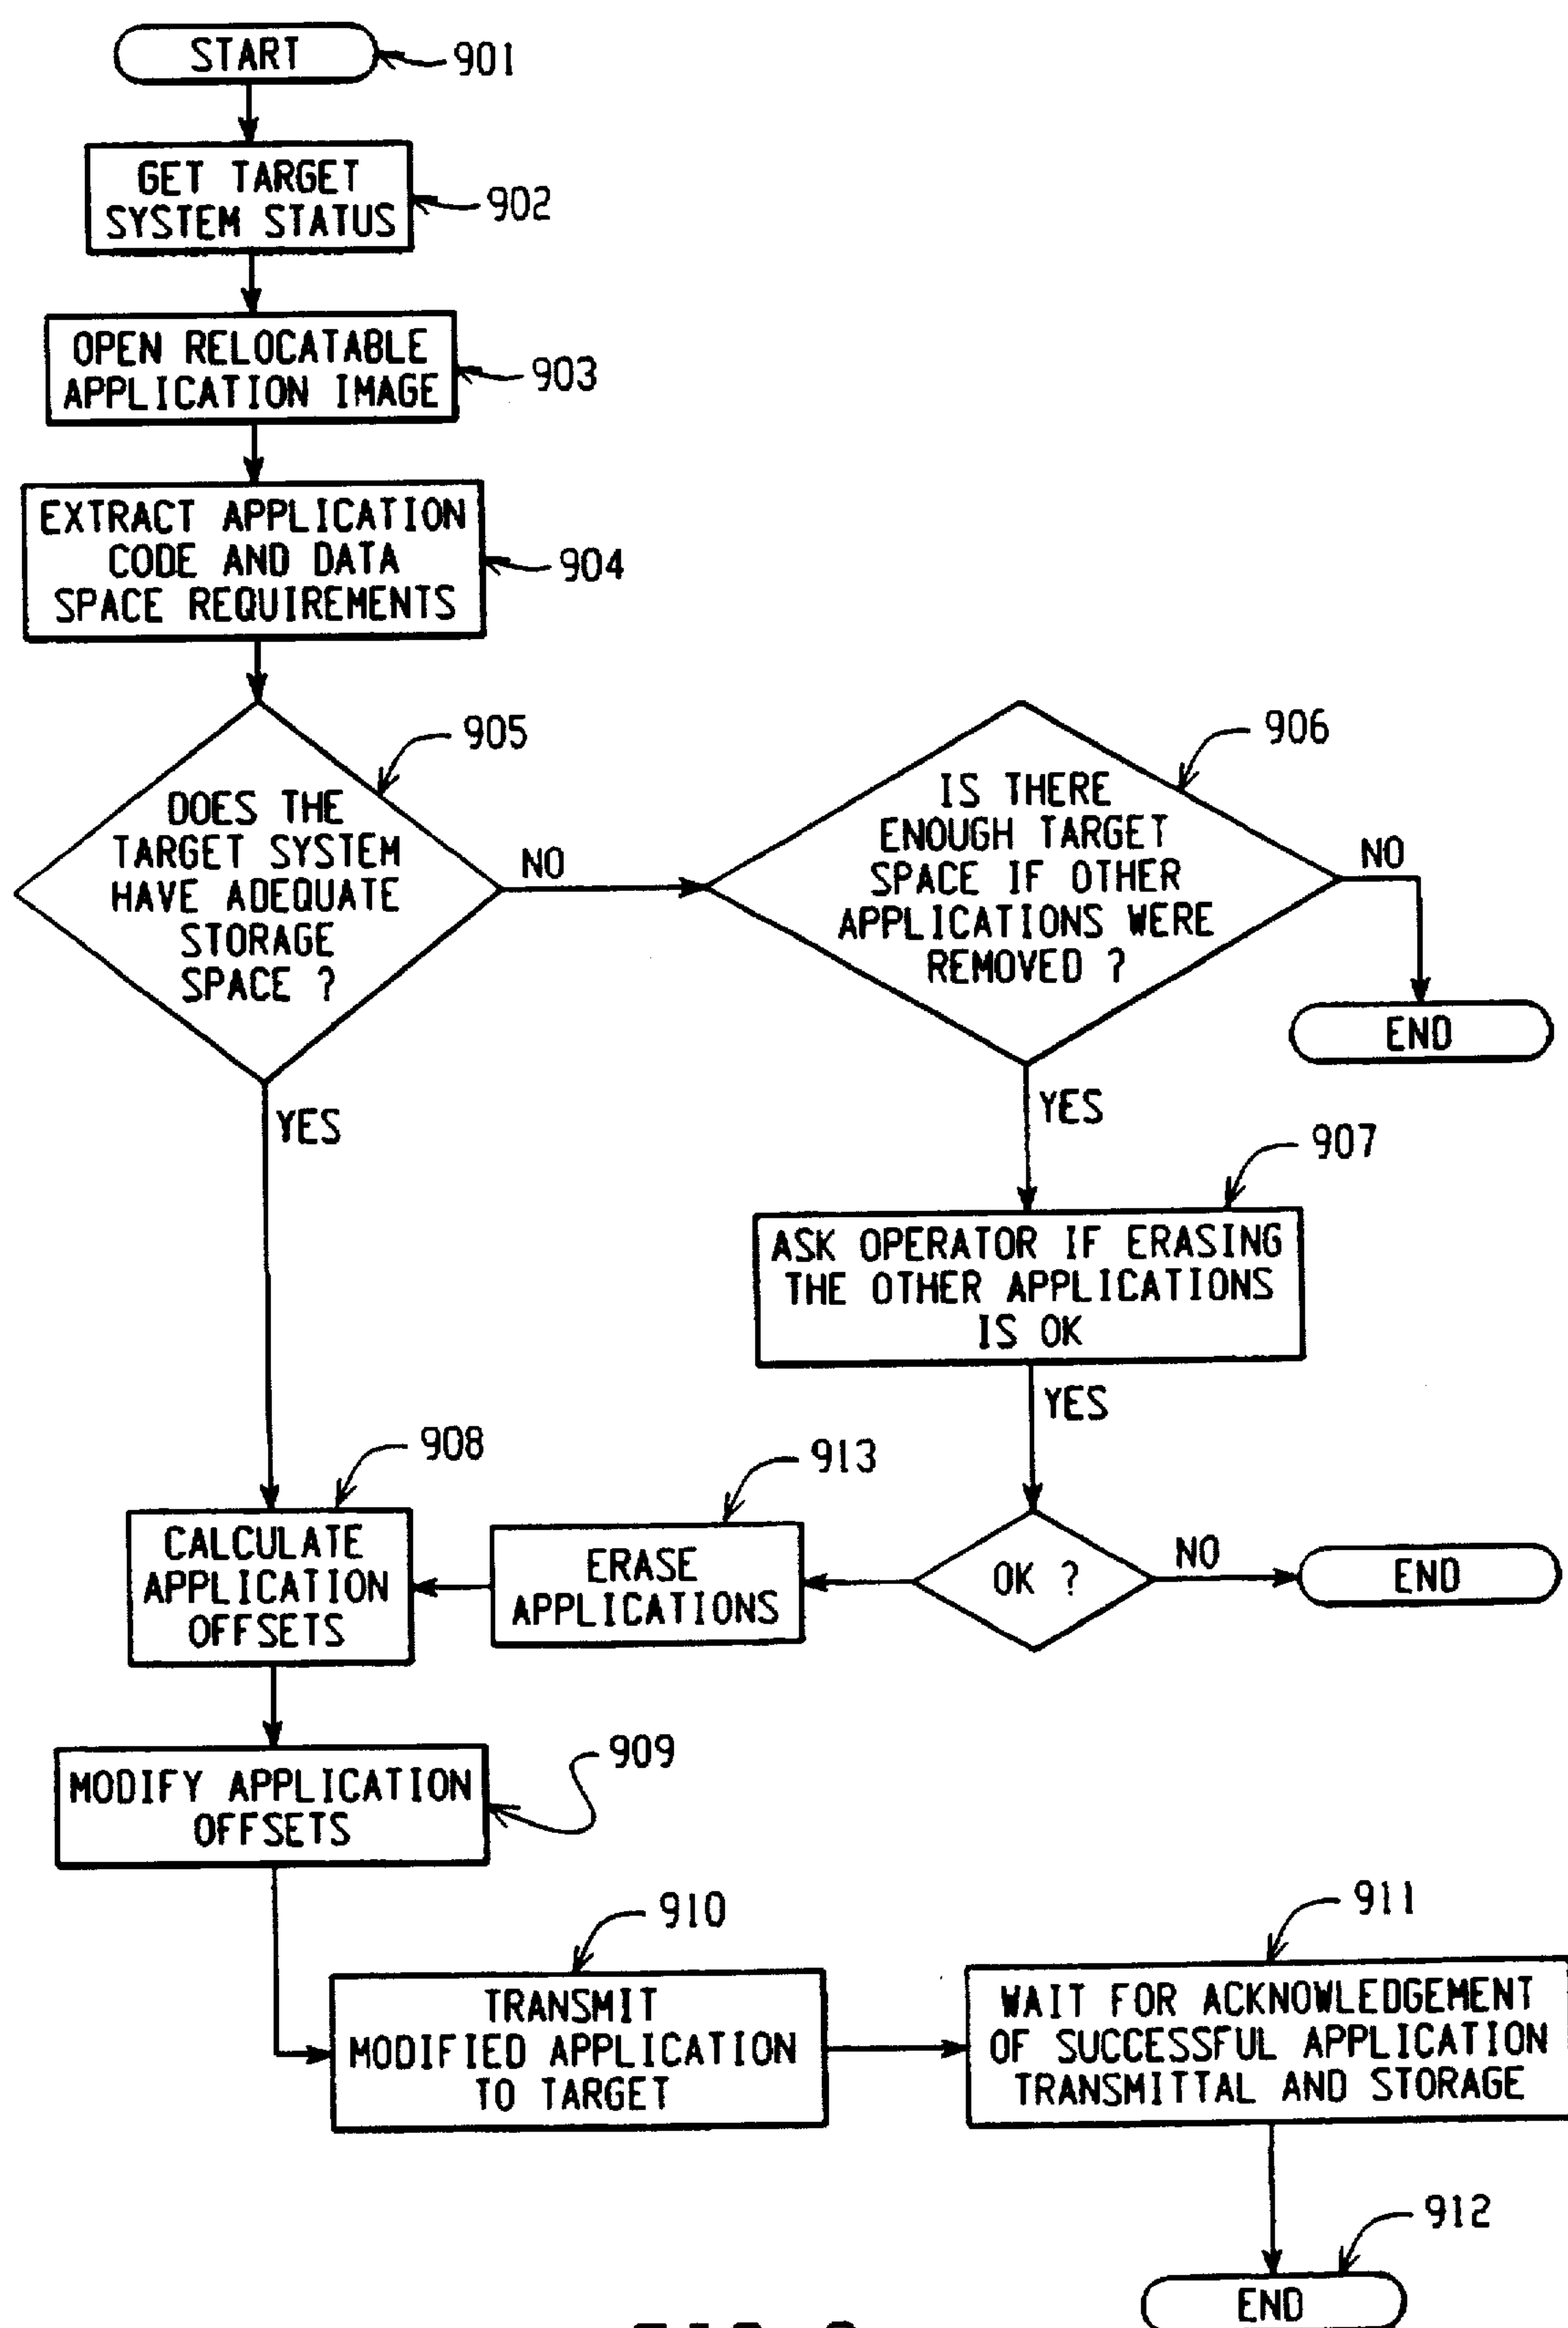 START
901
GET TARGET
SYSTEM STATUS
902
OPEN RELOCATABLE
APPLICATION IMAGE
903
EXTRACT APPLICATION
CODE AND DATA
SPACE REQUIREMENTS
904
905
DOES THE
TARGET SYSTEM
HAVE ADEQUATE
STORAGE
SPACE ?
NO
YES
906
IS THERE
ENOUGH TARGET
SPACE IF OTHER
APPLICATIONS WERE
REMOVED ?
NO
END
YES
907
ASK OPERATOR IF ERASING
THE OTHER APPLICATIONS
IS OK
YES
OK ?
NO
END
913
ERASE
APPLICATIONS
908
CALCULATE
APPLICATION
OFFSETS
909
MODIFY APPLICATION
OFFSETS
910
TRANSMIT
MODIFIED APPLICATION
TO TARGET
911
WAIT FOR ACKNOWLEDGEMENT
OF SUCCESSFUL APPLICATION
TRANSMITTAL AND STORAGE
912
END